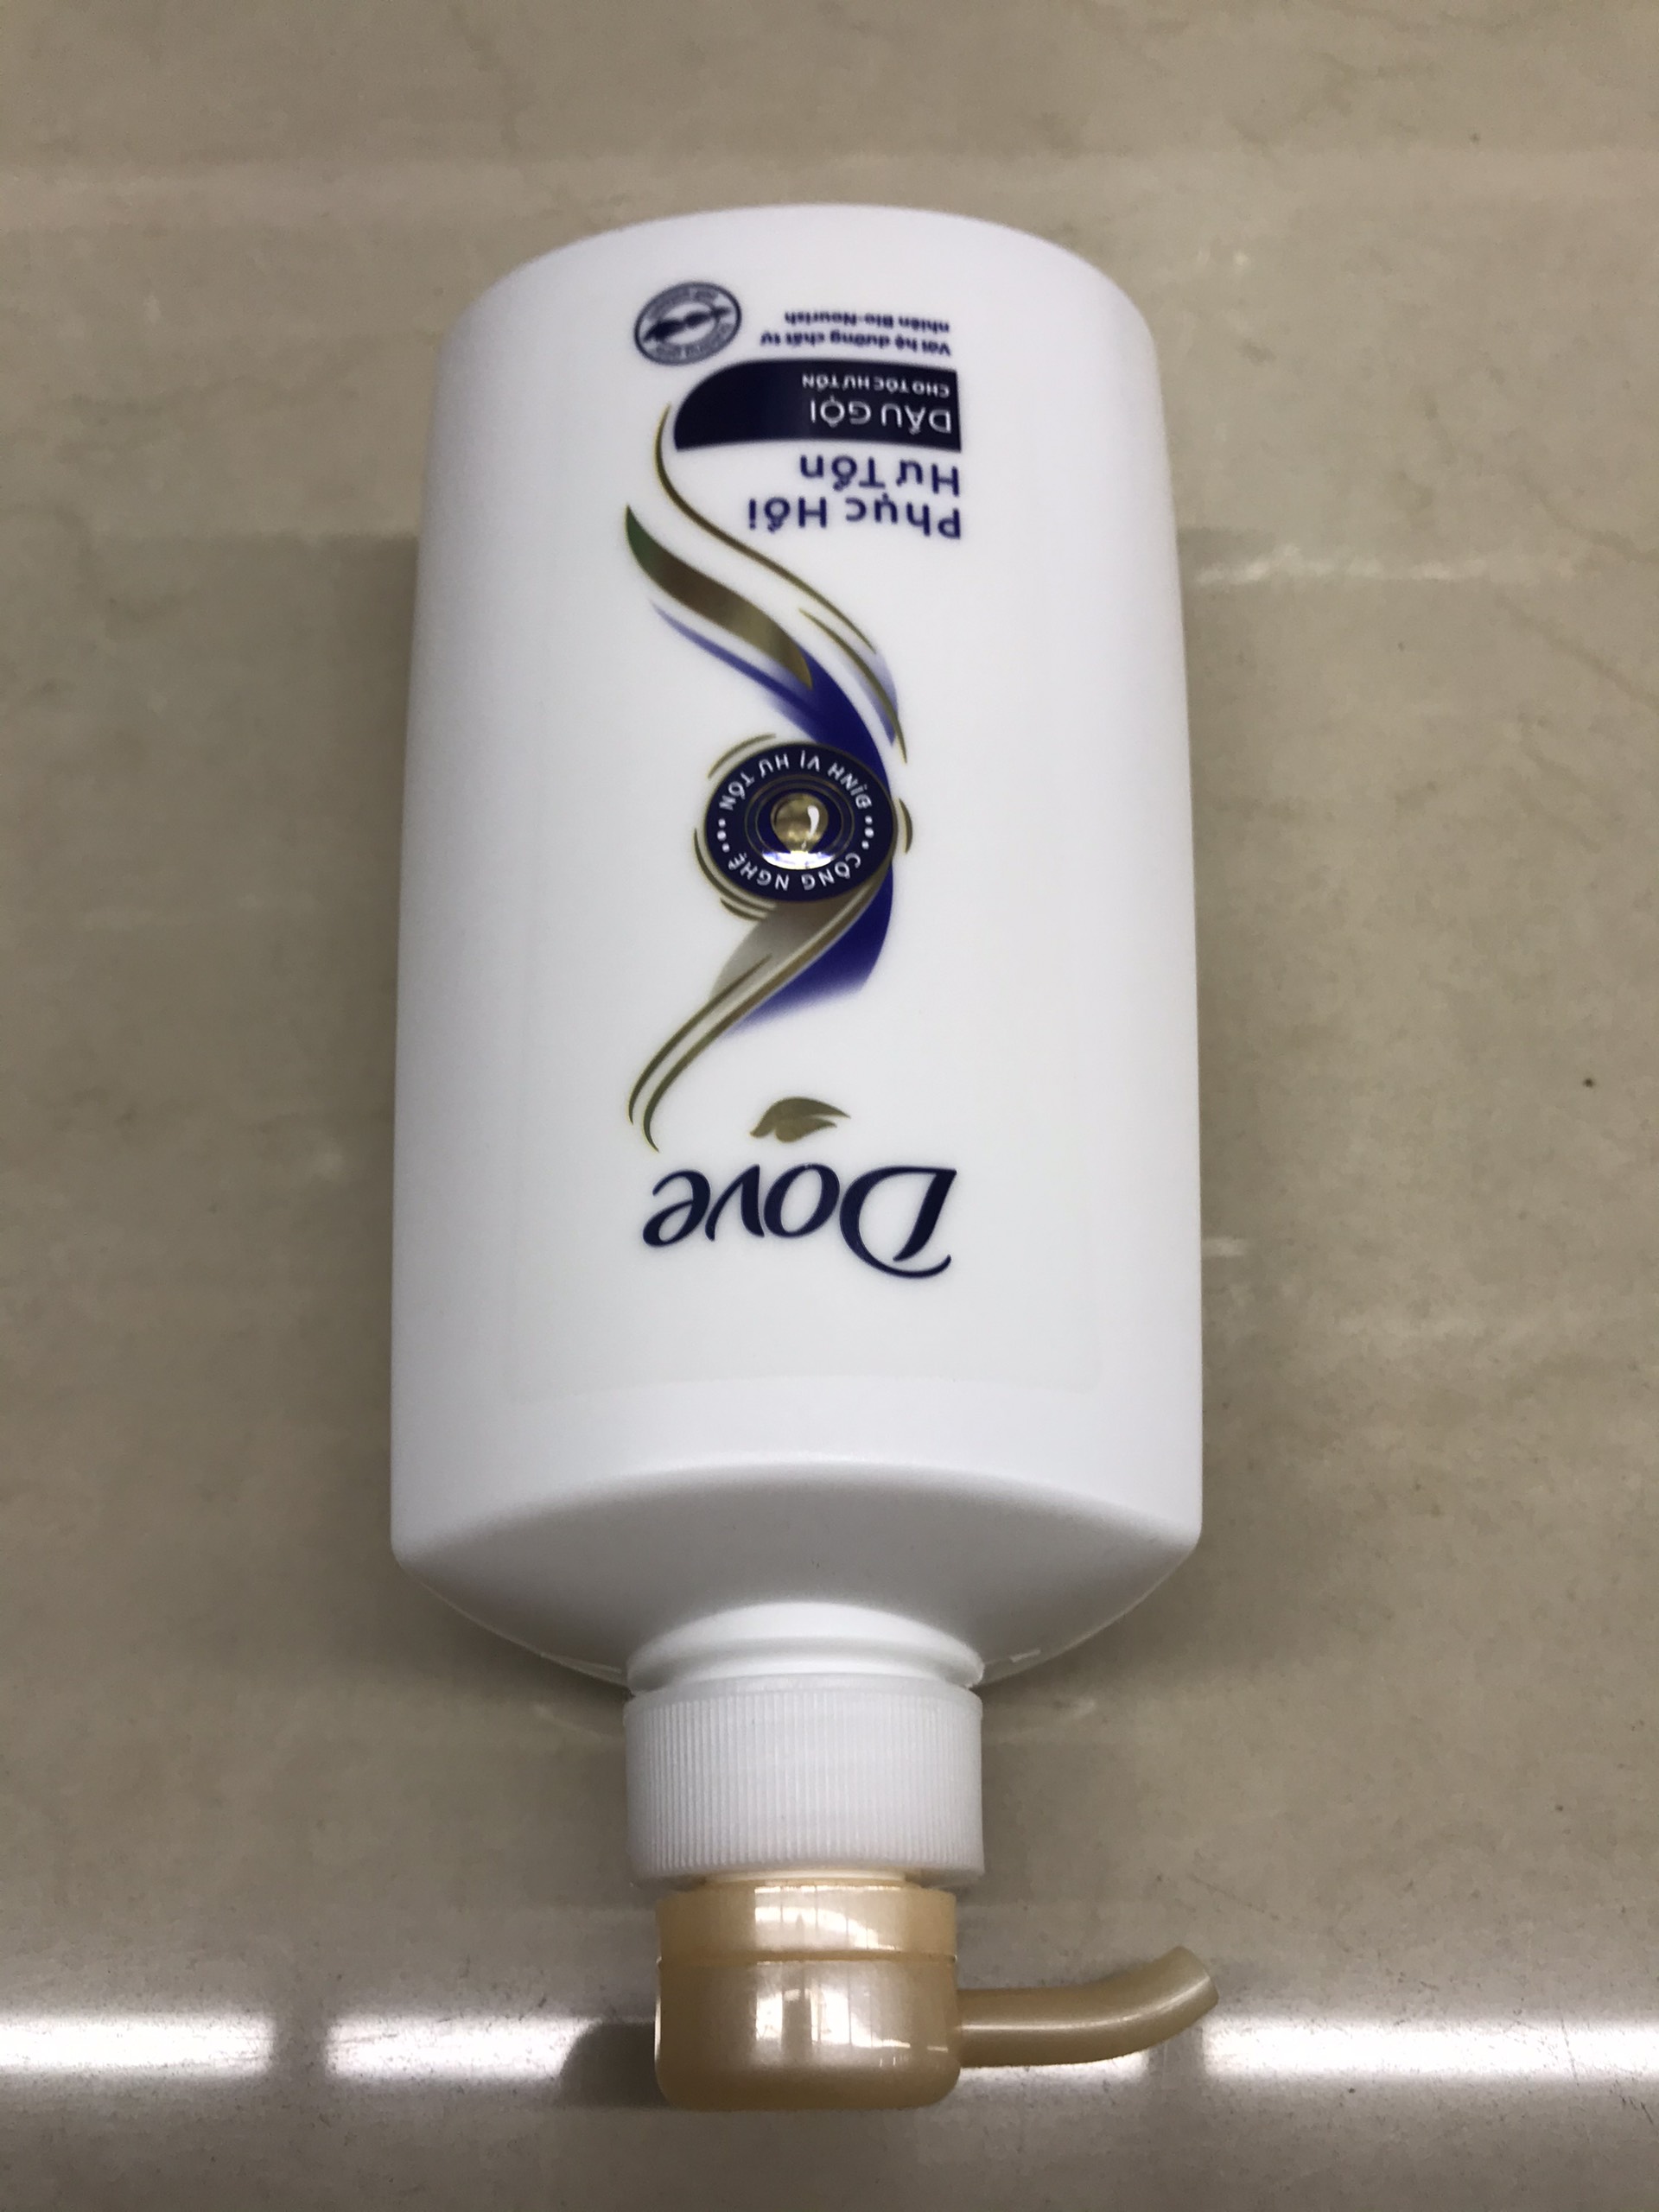 Dove
CÔNG NGHỆ
ĐỊNH VỊ HƯ TỔN
Phục Hồi
Hư Tổn
DẦU GỘI
CHO TÓC HƯ TỔN
Với hệ dưỡng chất tự
nhiên Bio-Nourish